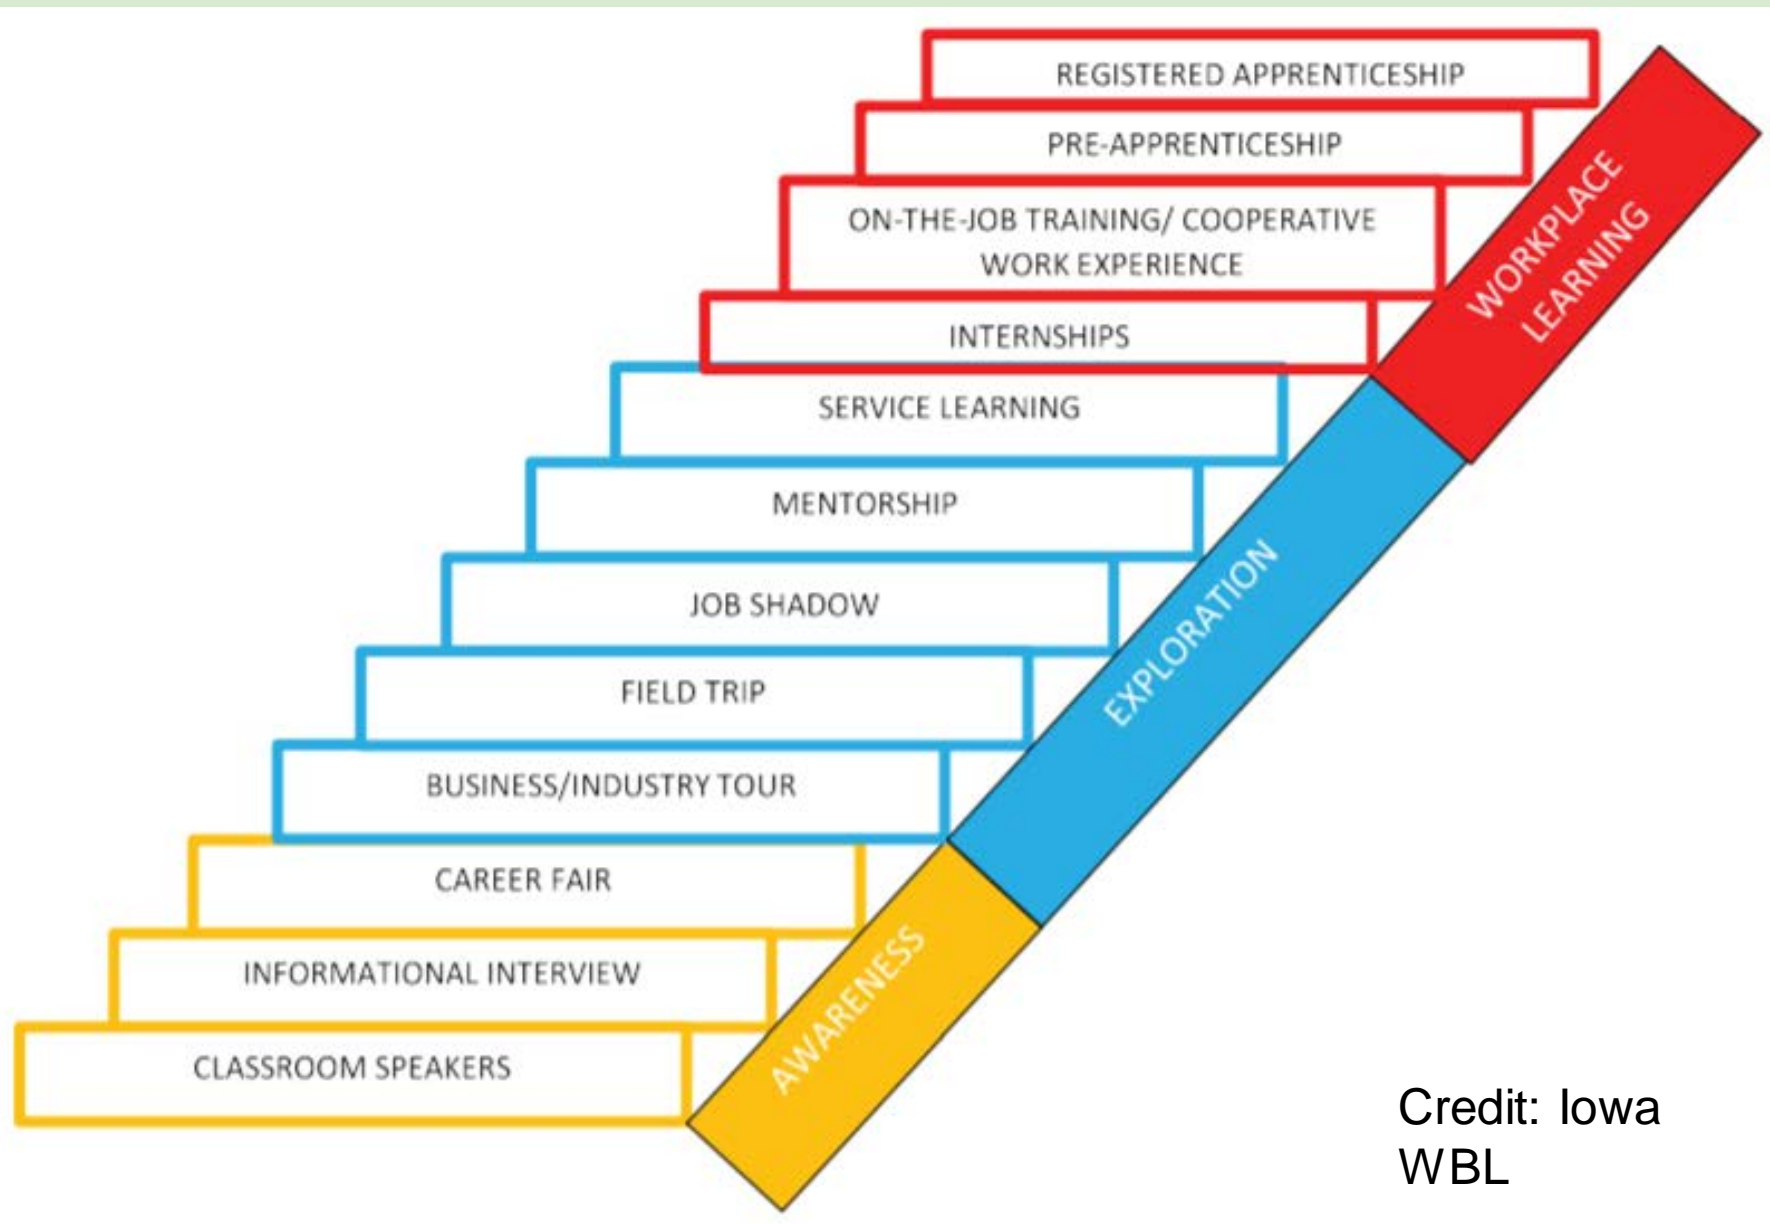 REGISTERED APPRENTICESHIP
PRE-APPRENTICESHIP
ON-THE-JOB TRAINING/ COOPERATIVE
WORK EXPERIENCE
INTERNSHIPS
SERVICE LEARNING
MENTORSHIP
JOB SHADOW
FIELD TRIP
BUSINESS/INDUSTRY TOUR
CAREER FAIR
INFORMATIONAL INTERVIEW
CLASSROOM SPEAKERS
WORKPLACE
LEARNING
EXPLORATION
AWARENESS
Credit: Iowa
WBL